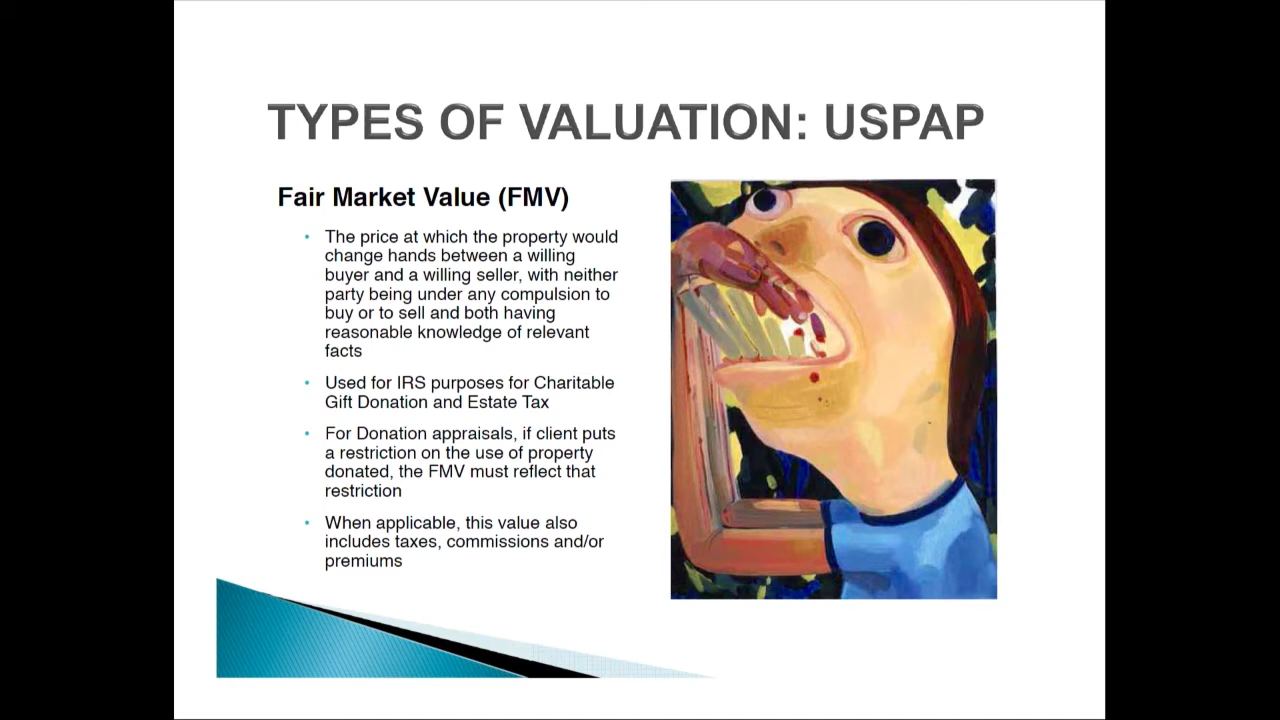 TYPES OF VALUATION: USPAP
Fair Market Value (FMV)
• The price at which the property would
change hands between a willing
buyer and a willing seller, with neither
party being under any compulsion to
buy or to sell and both having
reasonable knowledge of relevant
facts
• Used for IRS purposes for Charitable
Gift Donation and Estate Tax
• For Donation appraisals, if client puts
a restriction on the use of property
donated, the FMV must reflect that
restriction
• When applicable, this value also
includes taxes, commissions and/or
premiums